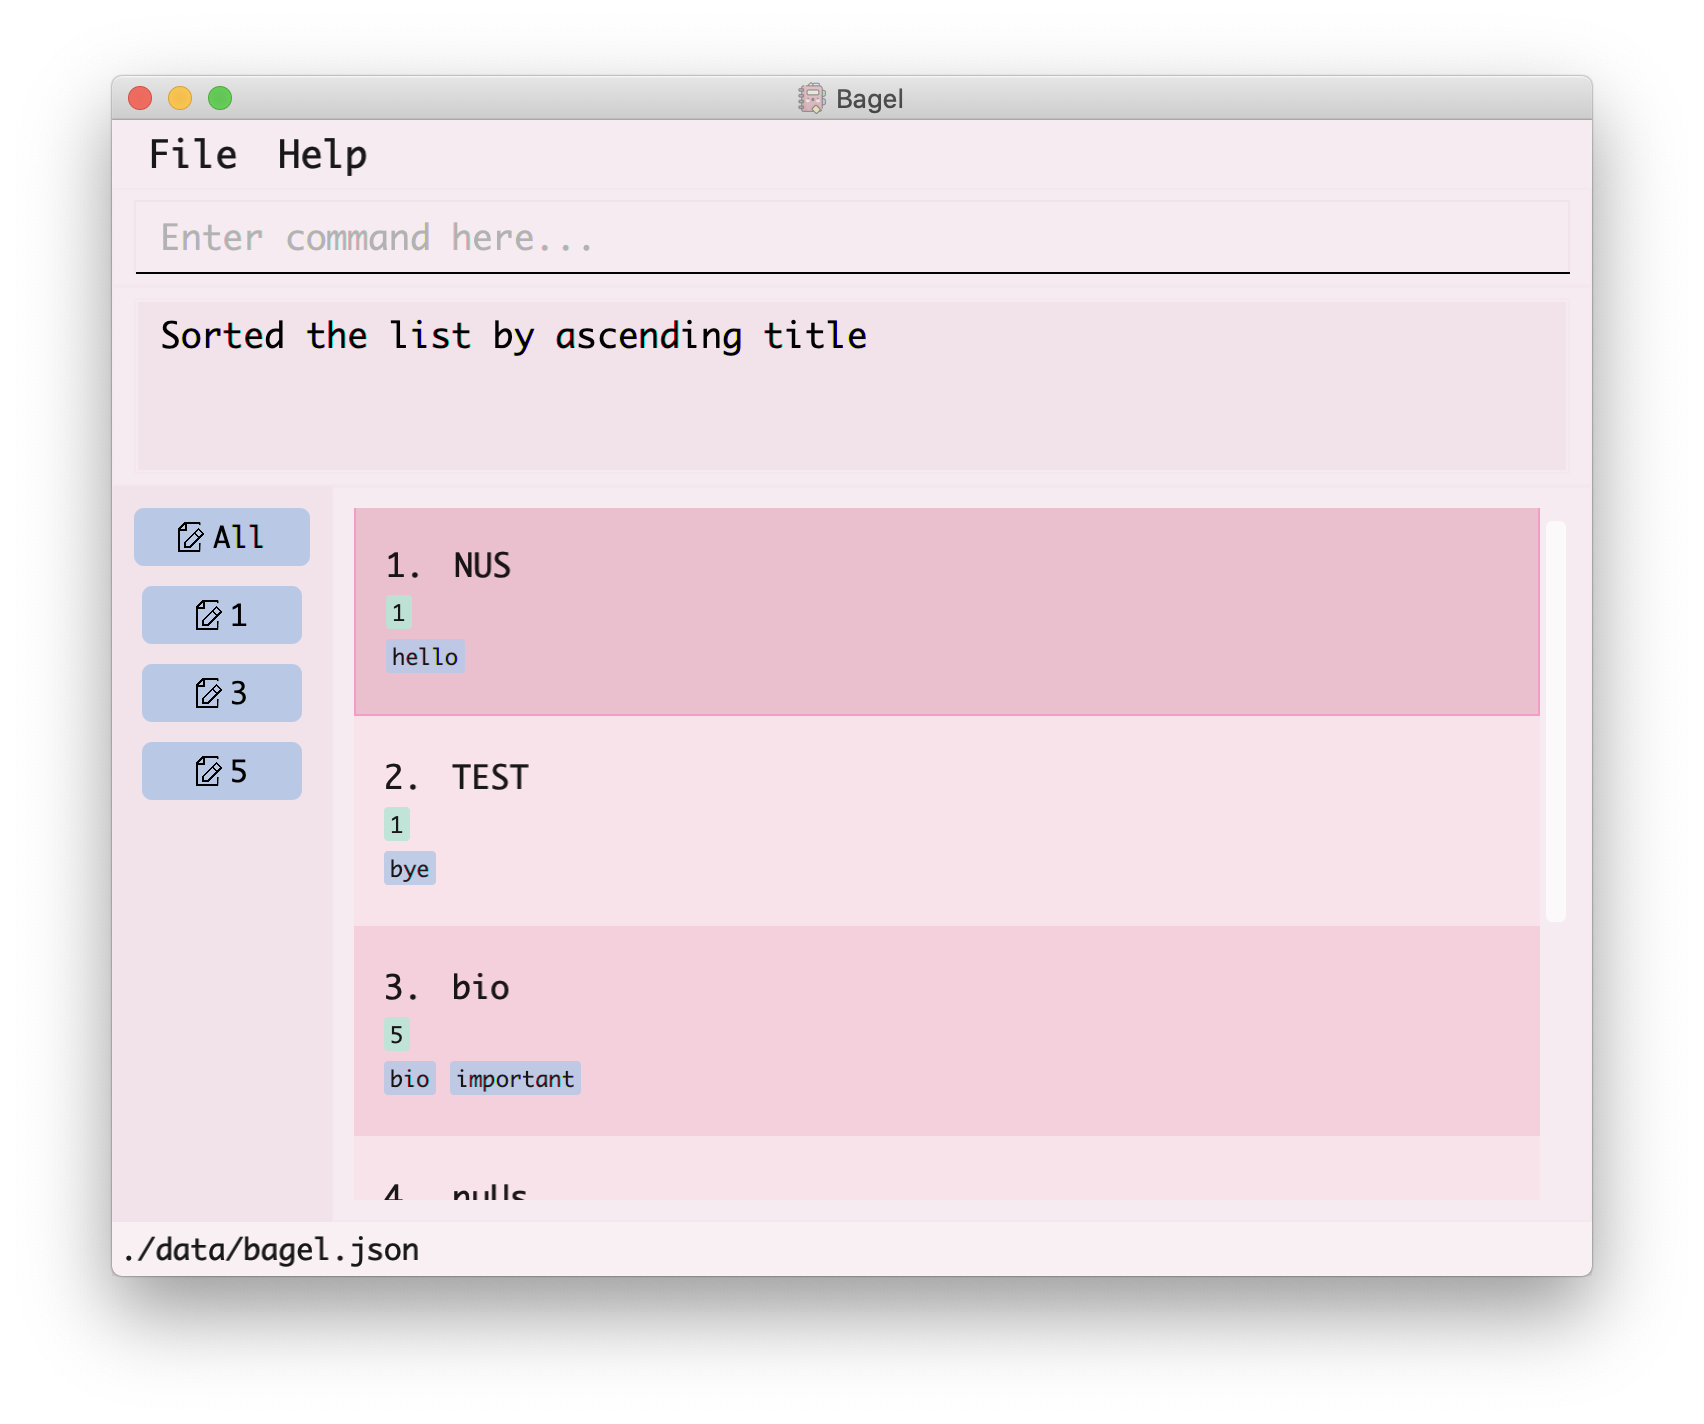 Bagel
File Help
Enter command here...
Sorted the list by ascending title
All
1
3
5
1. NUS
1
hello
2. TEST
1
bye
3. bio
5
bio important
4. nuUs
./data/bagel.json